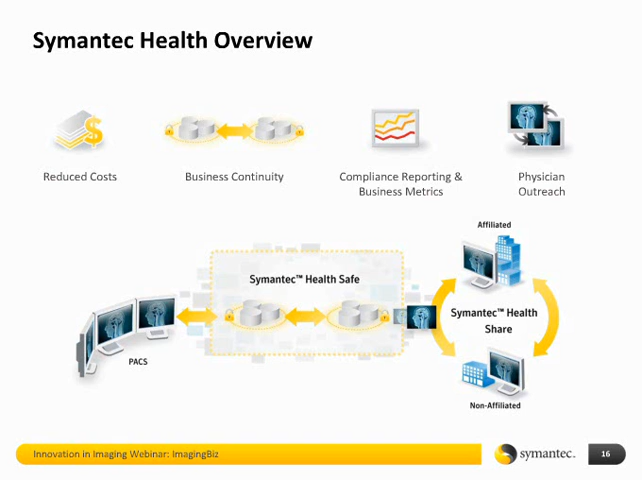 Symantec Health Overview
$
Reduced Costs
Business Continuity
Compliance Reporting &
Business Metrics
Physician
Outreach
Affiliated
Symantec™ Health Safe
Symantec™ Health
Share
PACS
Non-Affiliated
Innovation in Imaging Webinar: ImagingBiz
symantec.
16